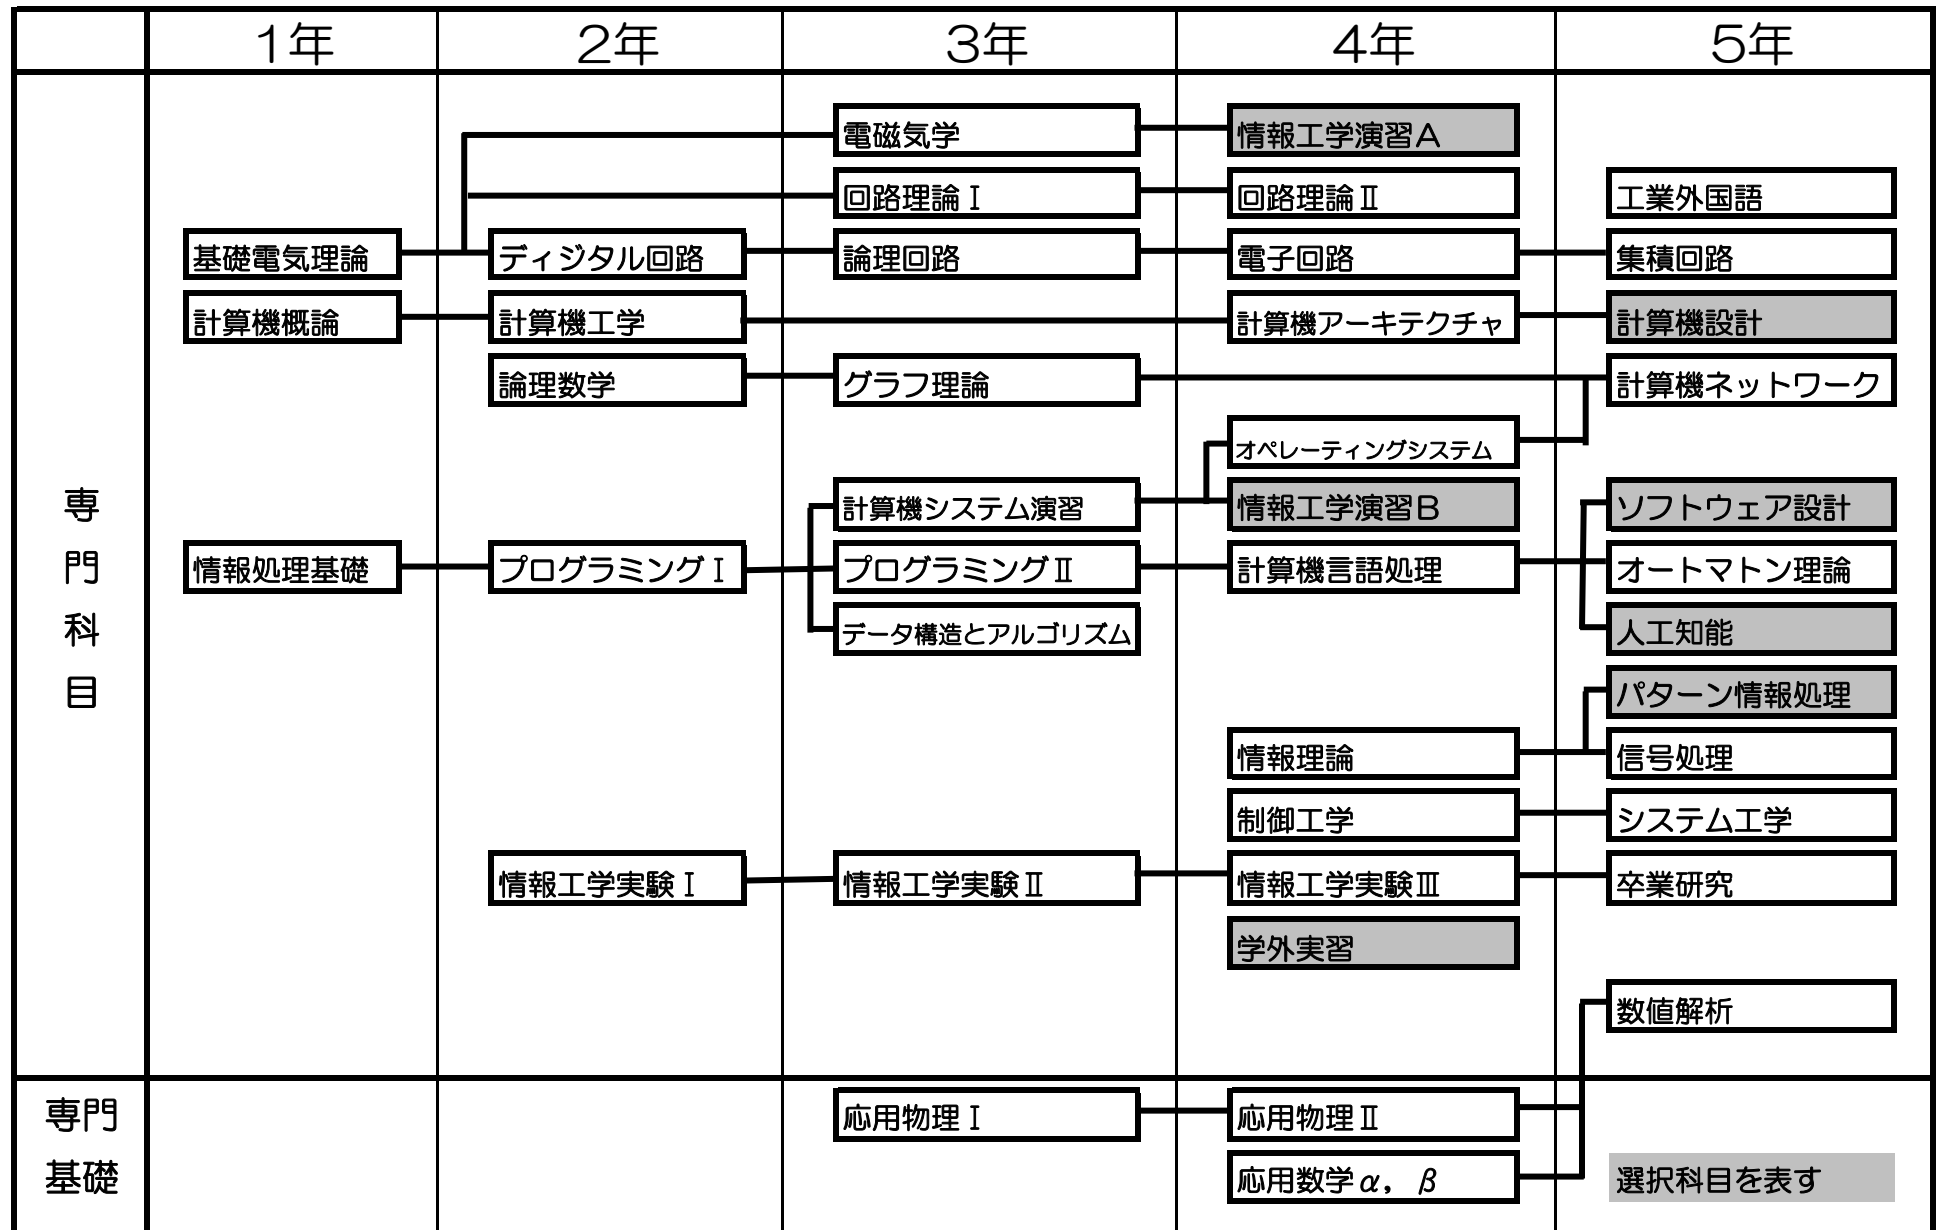 1年 2年 3年 4年 5年
電磁気学 情報工学演習A
回路理論Ⅰ 回路理論Ⅱ 工業外国語
基礎電気理論 ディジタル回路 論理回路 電子回路 集積回路
計算機概論 計算機工学 計算機アーキテクチャ 計算機設計
論理数学 グラフ理論 計算機ネットワーク
オペレーティングシステム
専門科目
計算機システム演習 情報工学演習B ソフトウェア設計
情報処理基礎 プログラミングⅠ プログラミングⅡ 計算機言語処理 オートマトン理論
データ構造とアルゴリズム 人工知能
パターン情報処理
情報理論 信号処理
制御工学 システム工学
情報工学実験Ⅰ 情報工学実験Ⅱ 情報工学実験Ⅲ 卒業研究
学外実習
数値解析
専門
基礎
応用物理Ⅰ 応用物理Ⅱ
応用数学α，β 選択科目を表す